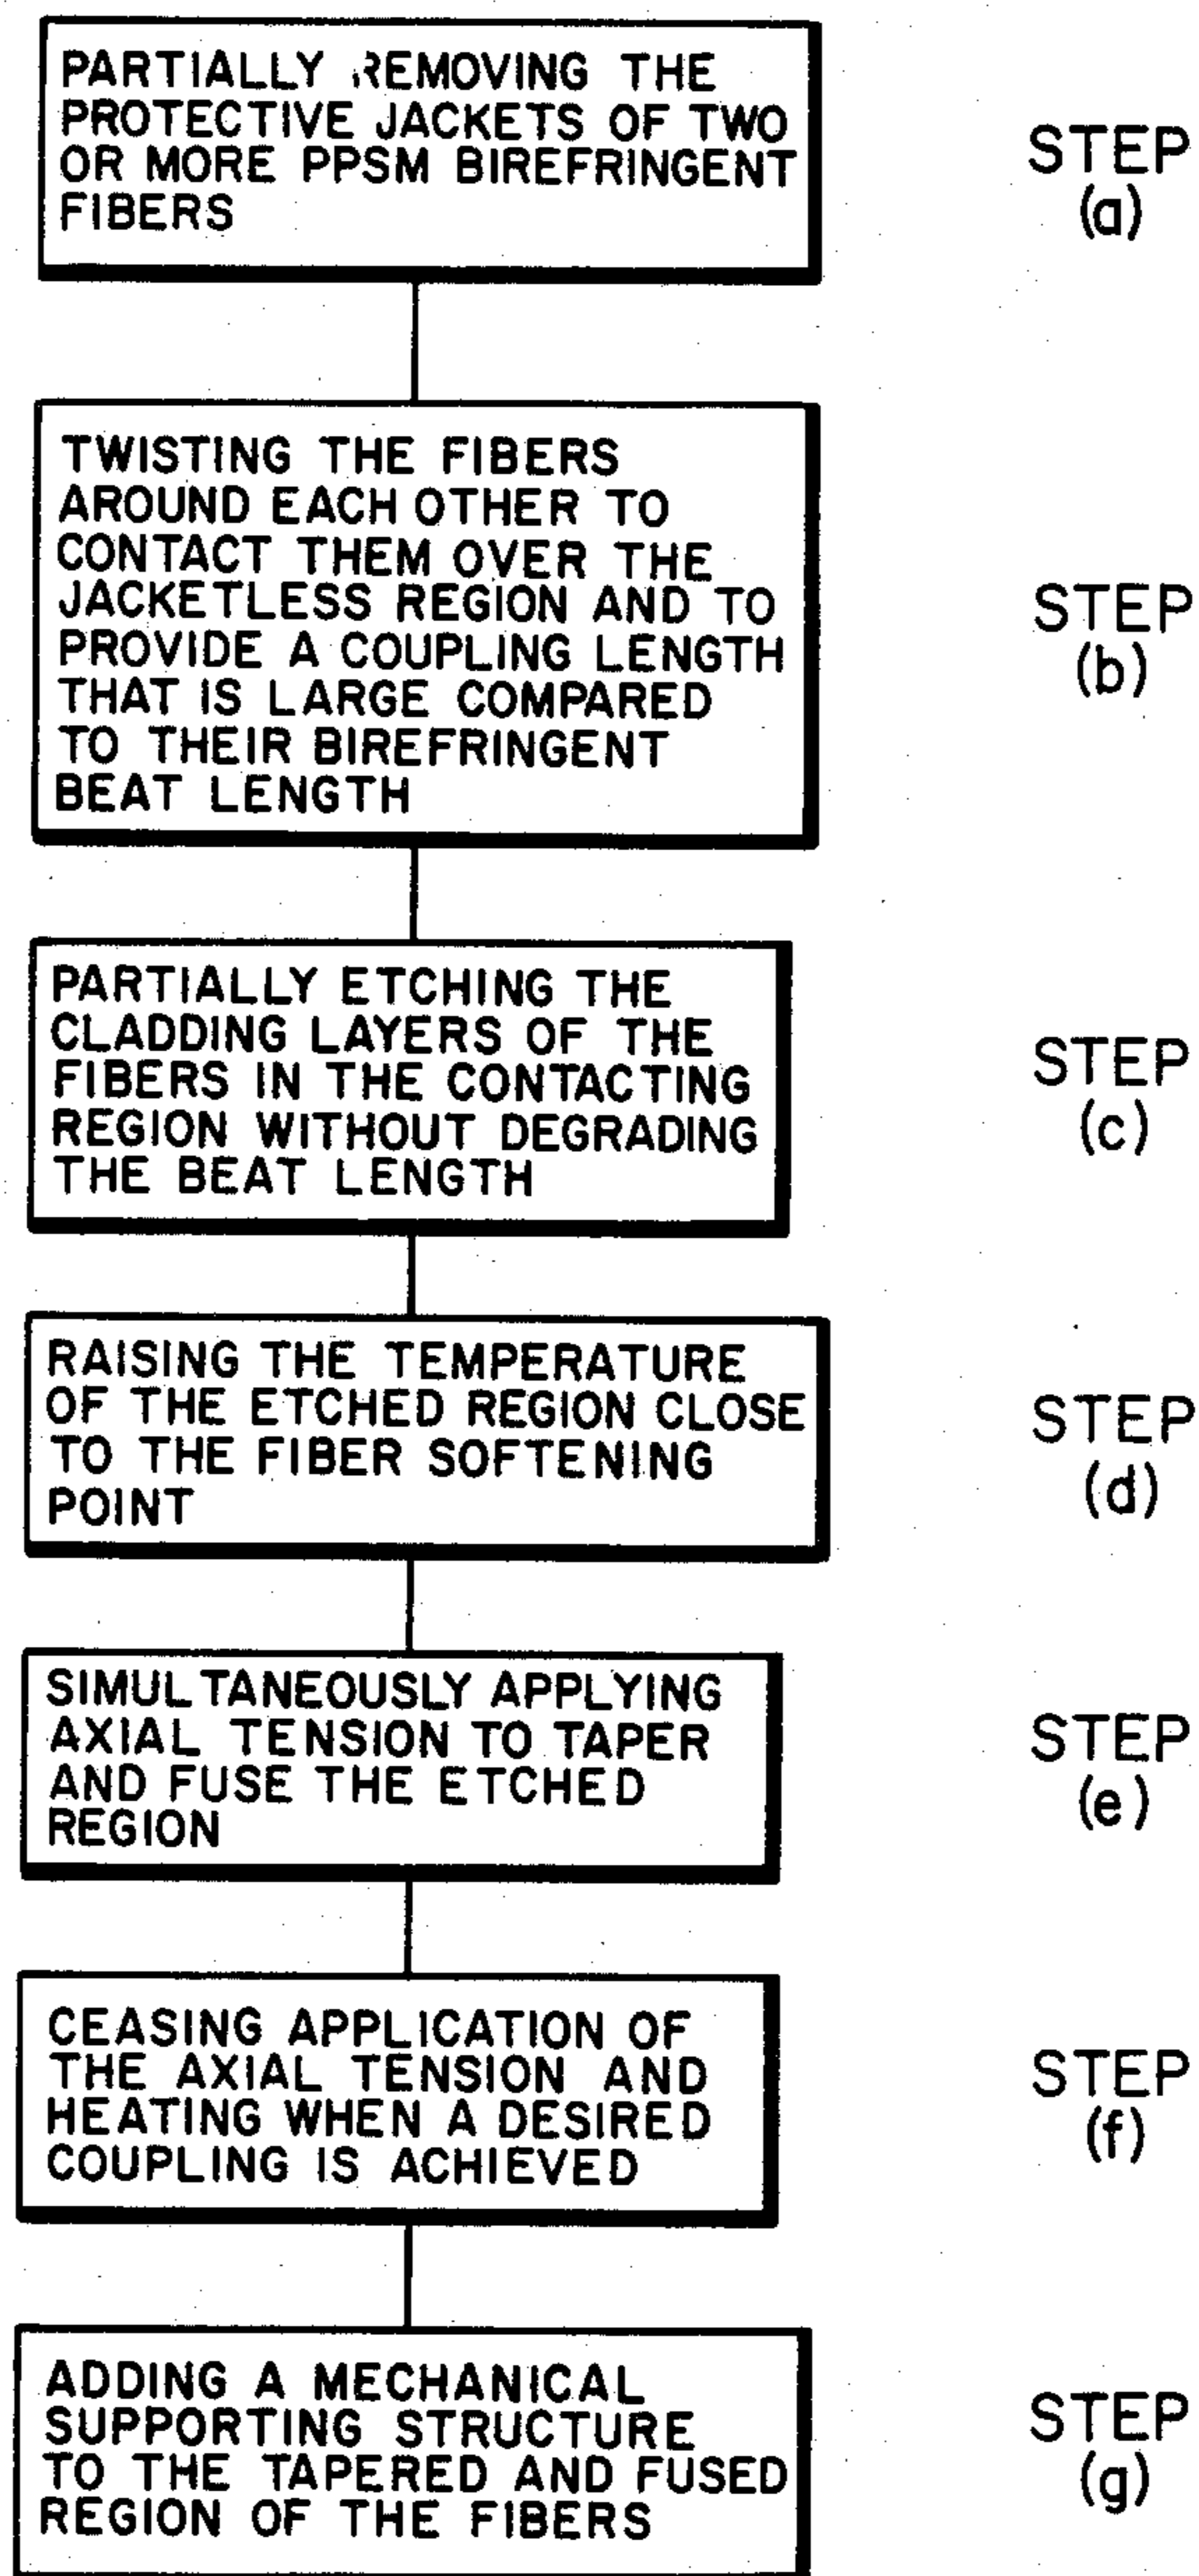 PARTIALLY REMOVING THE
PROTECTIVE JACKETS OF TWO
OR MORE PPSM BIREFRINGENT
FIBERS
STEP
(a)
TWISTING THE FIBERS
AROUND EACH OTHER TO
CONTACT THEM OVER THE
JACKETLESS REGION AND TO
PROVIDE A COUPLING LENGTH
THAT IS LARGE COMPARED
TO THEIR BIREFRINGENT
BEAT LENGTH
STEP
(b)
PARTIALLY ETCHING THE
CLADDING LAYERS OF THE
FIBERS IN THE CONTACTING
REGION WITHOUT DEGRADING
THE BEAT LENGTH
STEP
(c)
RAISING THE TEMPERATURE
OF THE ETCHED REGION CLOSE
TO THE FIBER SOFTENING
POINT
STEP
(d)
SIMULTANEOUSLY APPLYING
AXIAL TENSION TO TAPER
AND FUSE THE ETCHED
REGION
STEP
(e)
CEASING APPLICATION OF
THE AXIAL TENSION AND
HEATING WHEN A DESIRED
COUPLING IS ACHIEVED
STEP
(f)
ADDING A MECHANICAL
SUPPORTING STRUCTURE
TO THE TAPERED AND FUSED
REGION OF THE FIBERS
STEP
(g)